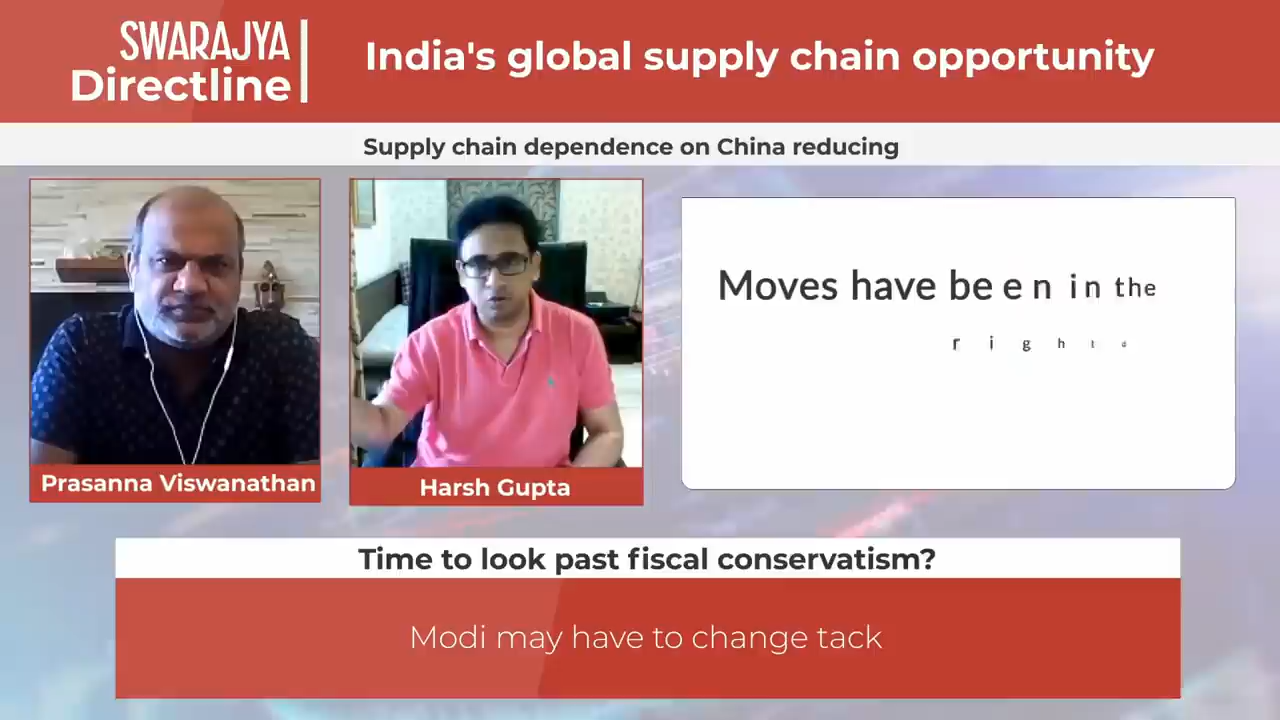 SWARAJYA
Directline
India's global supply chain opportunity
Supply chain dependence on China reducing
Prasanna Viswanathan
Harsh Gupta
Moves have been in the
right d
Time to look past fiscal conservatism?
Modi may have to change tack